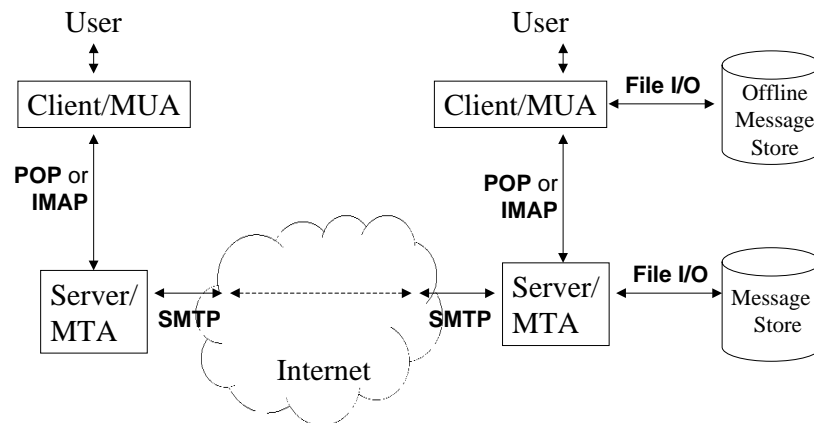 User
User
Client/MUA
Client/MUA
File I/O
Offline
Message
Store
POP or
IMAP
POP or
IMAP
Server/
MTA
SMTP
SMTP
Server/
MTA
File I/O
Message
Store
Internet